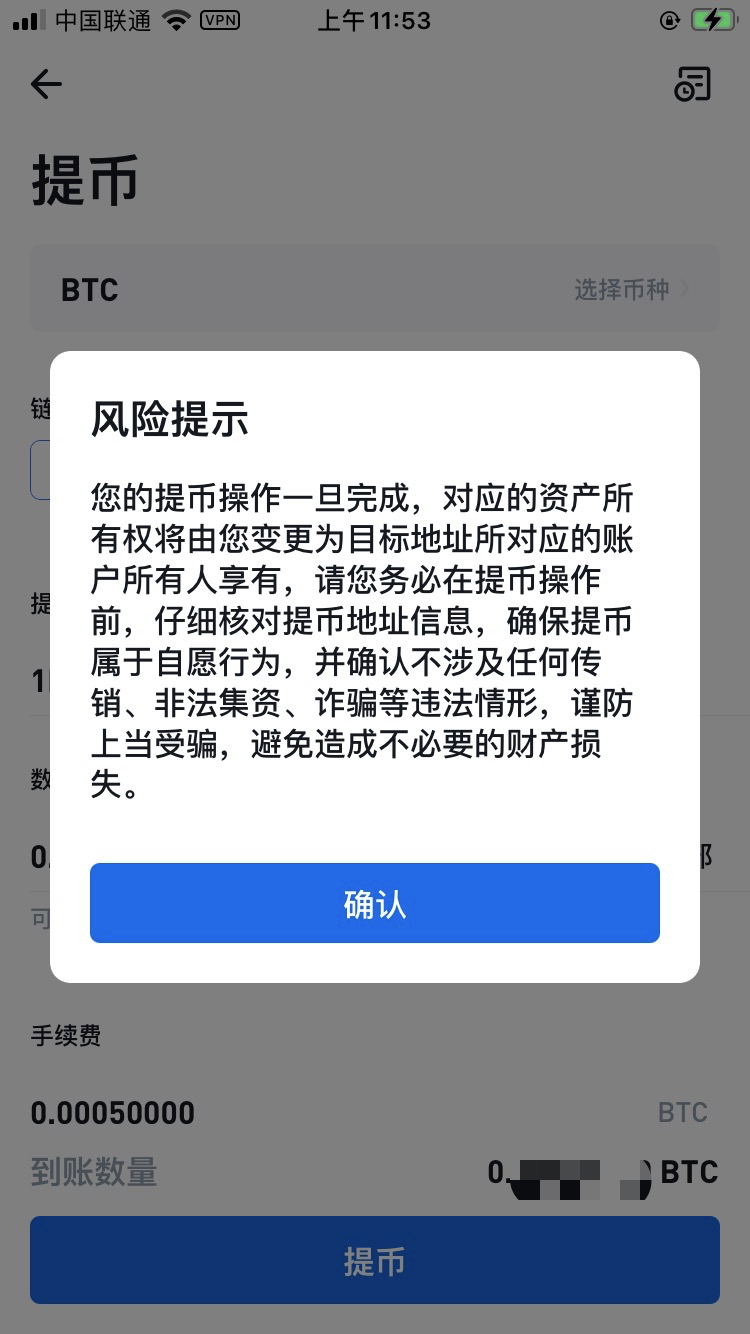 中国联通 VPN 上午11:53
提币
BTC 选择币种
链
风险提示
您的提币操作一旦完成，对应的资产所
有权将由您变更为目标地址所对应的账
户所有人享有，请您务必在提币操作
前，仔细核对提币地址信息，确保提币
属于自愿行为，并确认不涉及任何传
销、非法集资、诈骗等违法情形，谨防
上当受骗，避免造成不必要的财产损
失。
提
数
0.
可
确认
手续费
0.00050000 BTC
到账数量 0. BTC
提币